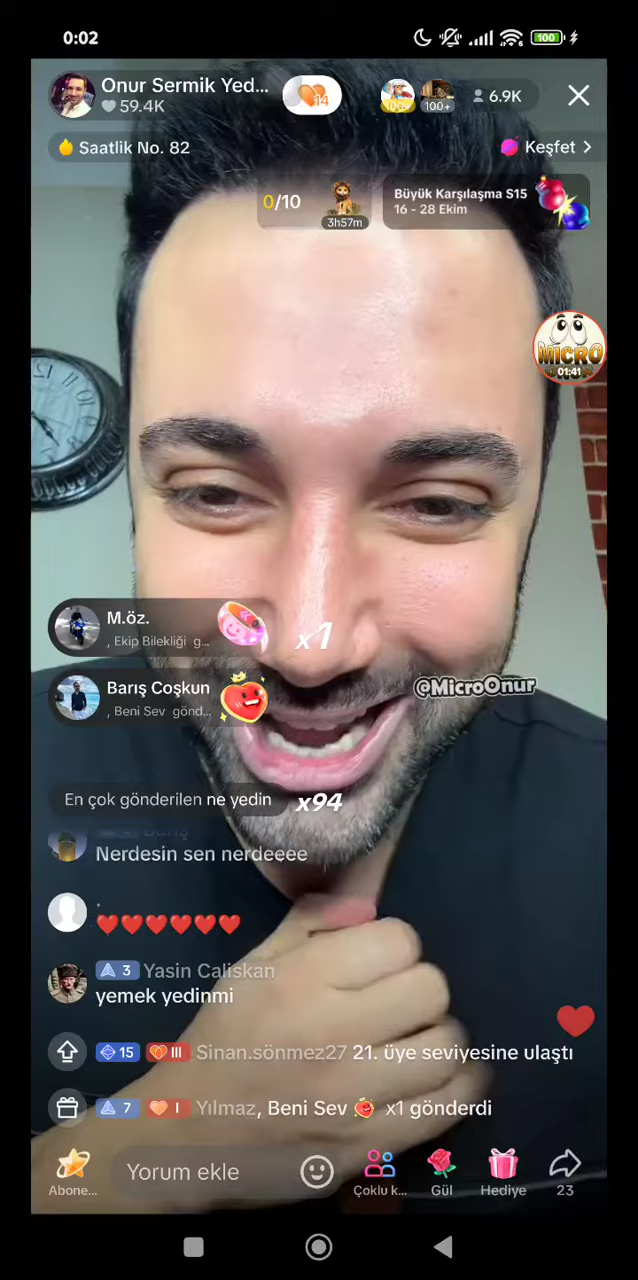 0:02
100
Onur Sermik Yed...
59.4K
14
100+
100+
6.9K
Saatlik No. 82
Keşfet >
0/10
3h57m
Büyük Karşılaşma S15
16 - 28 Ekim
MICRO
01:41
M.öz.
, Ekip Bilekliği g...
x1
Barış Coşkun
, Beni Sev gönd...
@MicroOnur
En çok gönderilen ne yedin
x94
Barış
Nerdesin sen nerdeeee
.
❤️❤️❤️❤️❤️❤️
3 Yasin Caliskan
yemek yedinmi
15 III Sinan.sönmez27 21. üye seviyesine ulaştı
7 I Yılmaz, Beni Sev x1 gönderdi
Abone...
Yorum ekle
Çoklu k...
Gül
Hediye
23